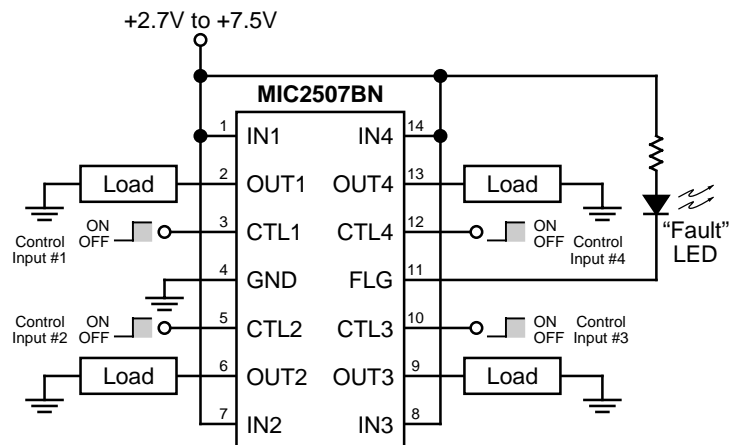 +2.7V to +7.5V
MIC2507BN
1 IN1 IN4 14
Load 2 OUT1 OUT4 13 Load
Control Input #1 ON OFF 3 CTL1 CTL4 12 ON OFF Control Input #4
"Fault" LED
4 GND FLG 11
Control Input #2 ON OFF 5 CTL2 CTL3 10 ON OFF Control Input #3
Load 6 OUT2 OUT3 9 Load
7 IN2 IN3 8